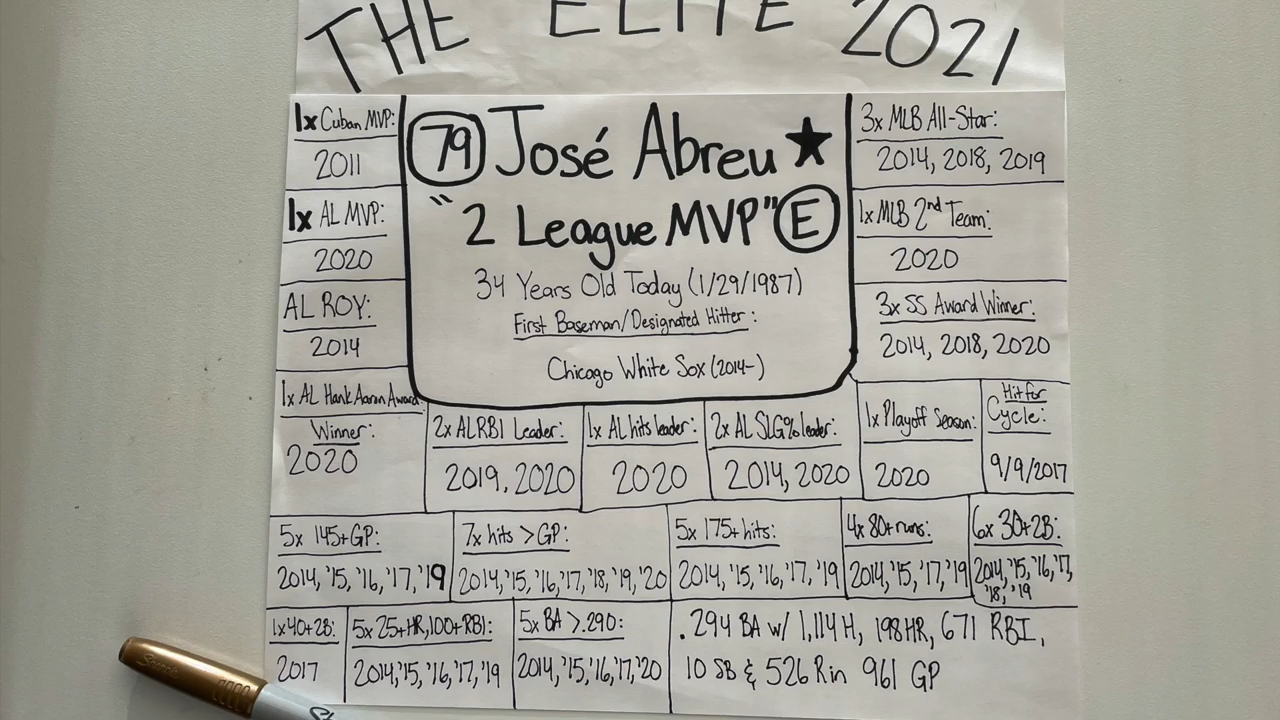 THE ELITE 2021
1x Cuban MVP:
2011
1x AL MVP:
2020
AL ROY:
2014
1x AL Hank Aaron Award
Winner:
2020
79 José Abreu ★
"2 League MVP" E
34 Years Old Today (1/29/1987)
First Baseman/Designated Hitter:
Chicago White Sox (2014-)
3x MLB All-Star:
2014, 2018, 2019
1x MLB 2nd Team:
2020
3x SS Award Winner:
2014, 2018, 2020
2x AL RBI Leader:
2019, 2020
1x AL hits leader:
2020
2x AL SLG% leader:
2014, 2020
1x Playoff Season:
2020
Hit for
Cycle:
9/9/2017
5x 145+GP:
2014, '15, '16, '17, '19
7x hits > GP:
2014, '15, '16, '17, '18, '19, '20
5x 175+ hits:
2014, '15, '16, '17, '19
4x 80+ runs:
2014, '15, '17, '19
6x 30+2B:
2014, '15, '16, '17,
'18, '19
1x 40+2B:
2017
5x 25+HR, 100+RBI:
2014, '15, '16, '17, '19
5x BA >.290:
2014, '15, '16, '17, '20
.294 BA w/ 1,114 H, 198 HR, 671 RBI,
10 SB & 526 R in 961 GP
Sharpie